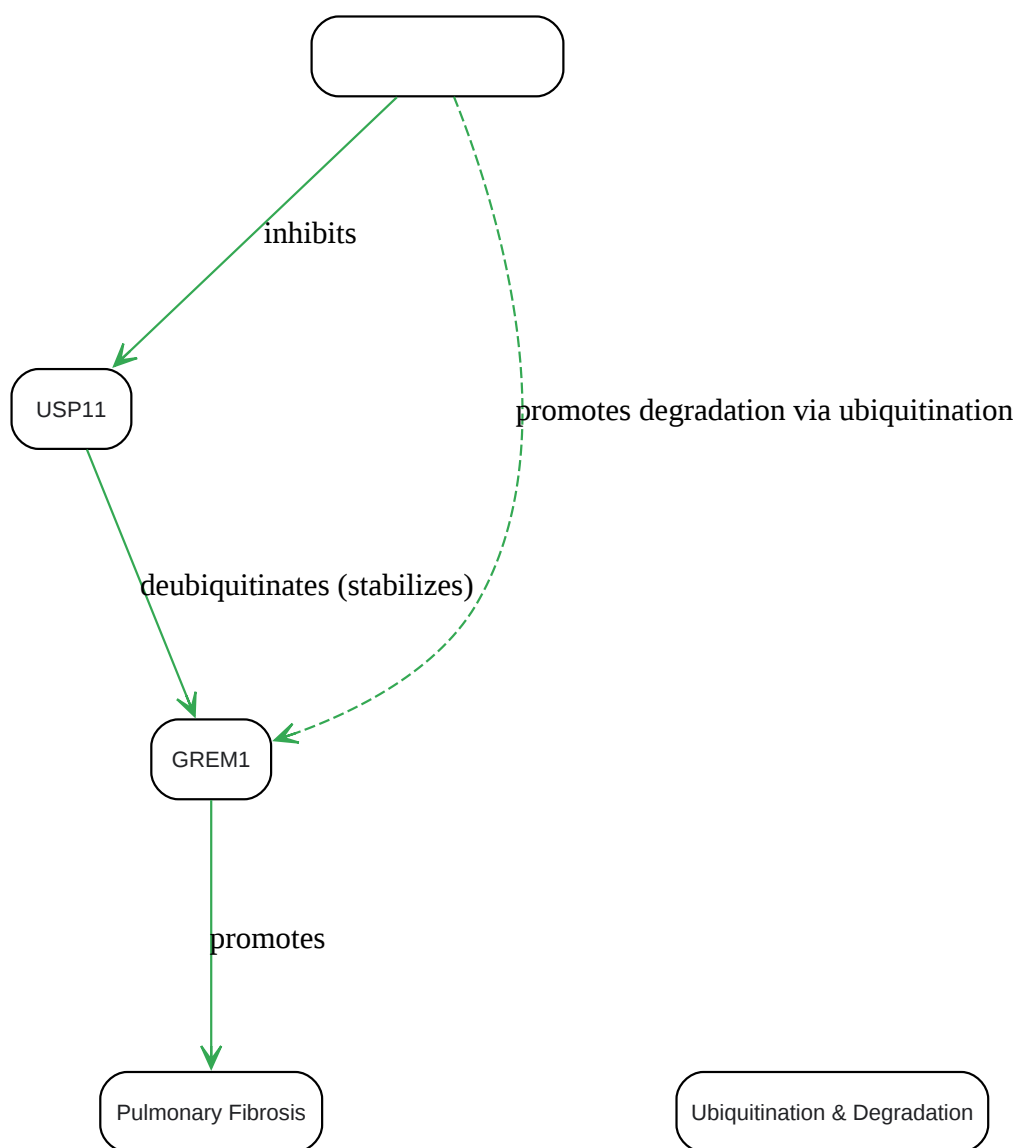 inhibits
USP11
promotes degradation via ubiquitination
deubiquitinates (stabilizes)
GREM1
promotes
Pulmonary Fibrosis
Ubiquitination & Degradation